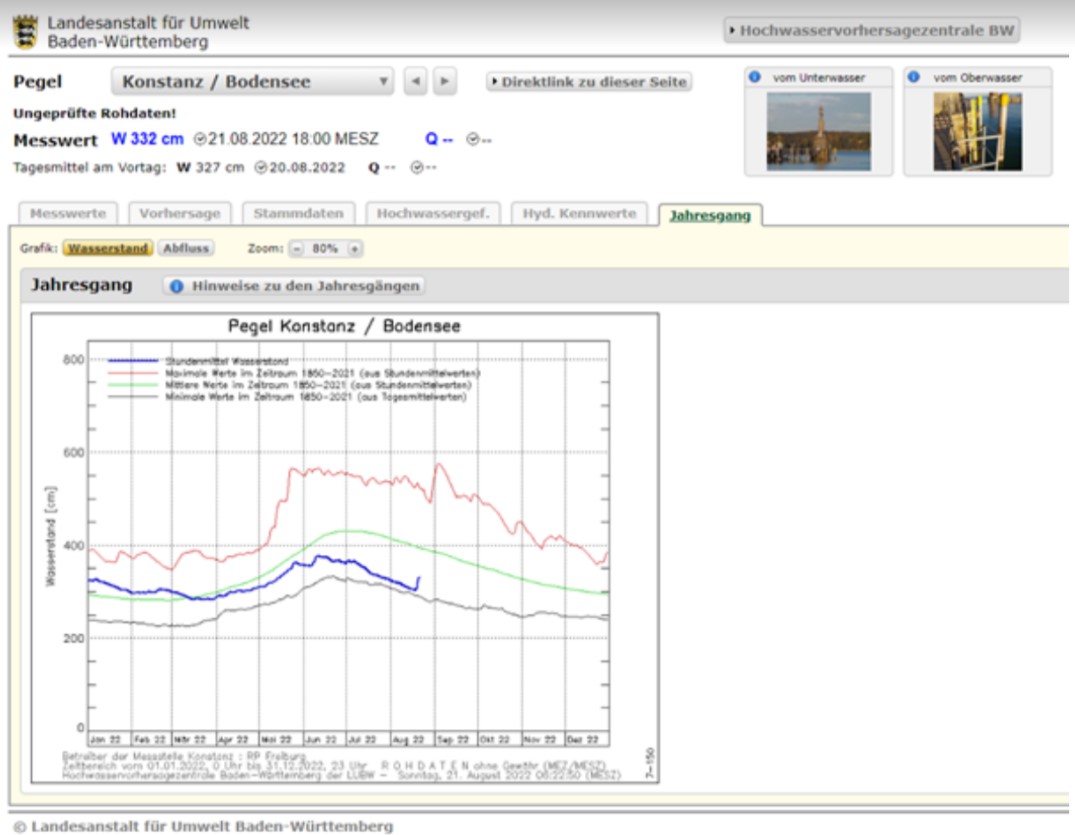 Landesanstalt für Umwelt
Baden-Württemberg
Hochwasservorhersagezentrale BW
Pegel Konstanz / Bodensee Direktlink zu dieser Seite
vom Unterwasser vom Oberwasser
Ungeprüfte Rohdaten!
Messwert W 332 cm 21.08.2022 18:00 MESZ Q -- --
Tagesmittel am Vortag: W 327 cm 20.08.2022 Q -- --
Messwerte Vorhersage Stammdaten Hochwassergef. Hyd. Kennwerte Jahresgang
Grafik: Wasserstand Abfluss Zoom: - 80% +
Jahresgang Hinweise zu den Jahresgängen
Pegel Konstanz / Bodensee
Stundenmittel Wasserstand
Maximale Werte im Zeitraum 1850-2021 (aus Stundenmittelwerten)
Mittlere Werte im Zeitraum 1850-2021 (aus Stundenmittelwerten)
Minimale Werte im Zeitraum 1850-2021 (aus Tagesmittelwerten)
800
600
400
200
0
Wasserstand [cm]
Jan 22 Feb 22 Mär 22 Apr 22 Mai 22 Jun 22 Jul 22 Aug 22 Sep 22 Okt 22 Nov 22 Dez 22
Betreiber der Messstelle Konstanz : RP Freiburg
Zeitbereich vom 01.01.2022, 0 Uhr bis 31.12.2022, 23 Uhr R O H D A T E N ohne Gewähr (MEZ/MESZ)
Hochwasservorhersagezentrale Baden-Württemberg der LUBW - Sonntag, 21. August 2022 06:22:50 (MESZ)
7-150
© Landesanstalt für Umwelt Baden-Württemberg